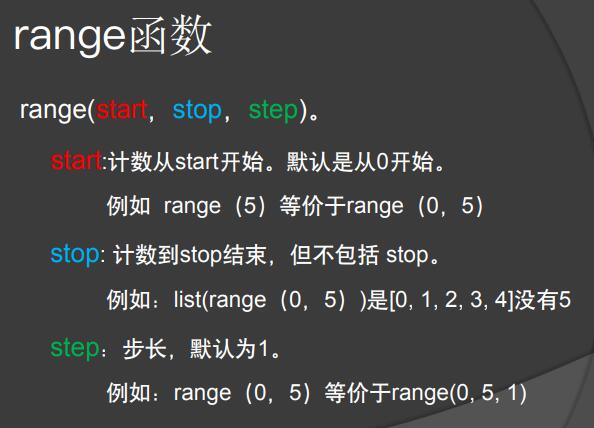 range函数
range(start，stop，step)。
start:计数从start开始。默认是从0开始。
例如 range（5）等价于range（0，5）
stop: 计数到stop结束，但不包括 stop。
例如：list(range（0，5）)是[0, 1, 2, 3, 4]没有5
step：步长，默认为1。
例如：range（0，5）等价于range(0, 5, 1)